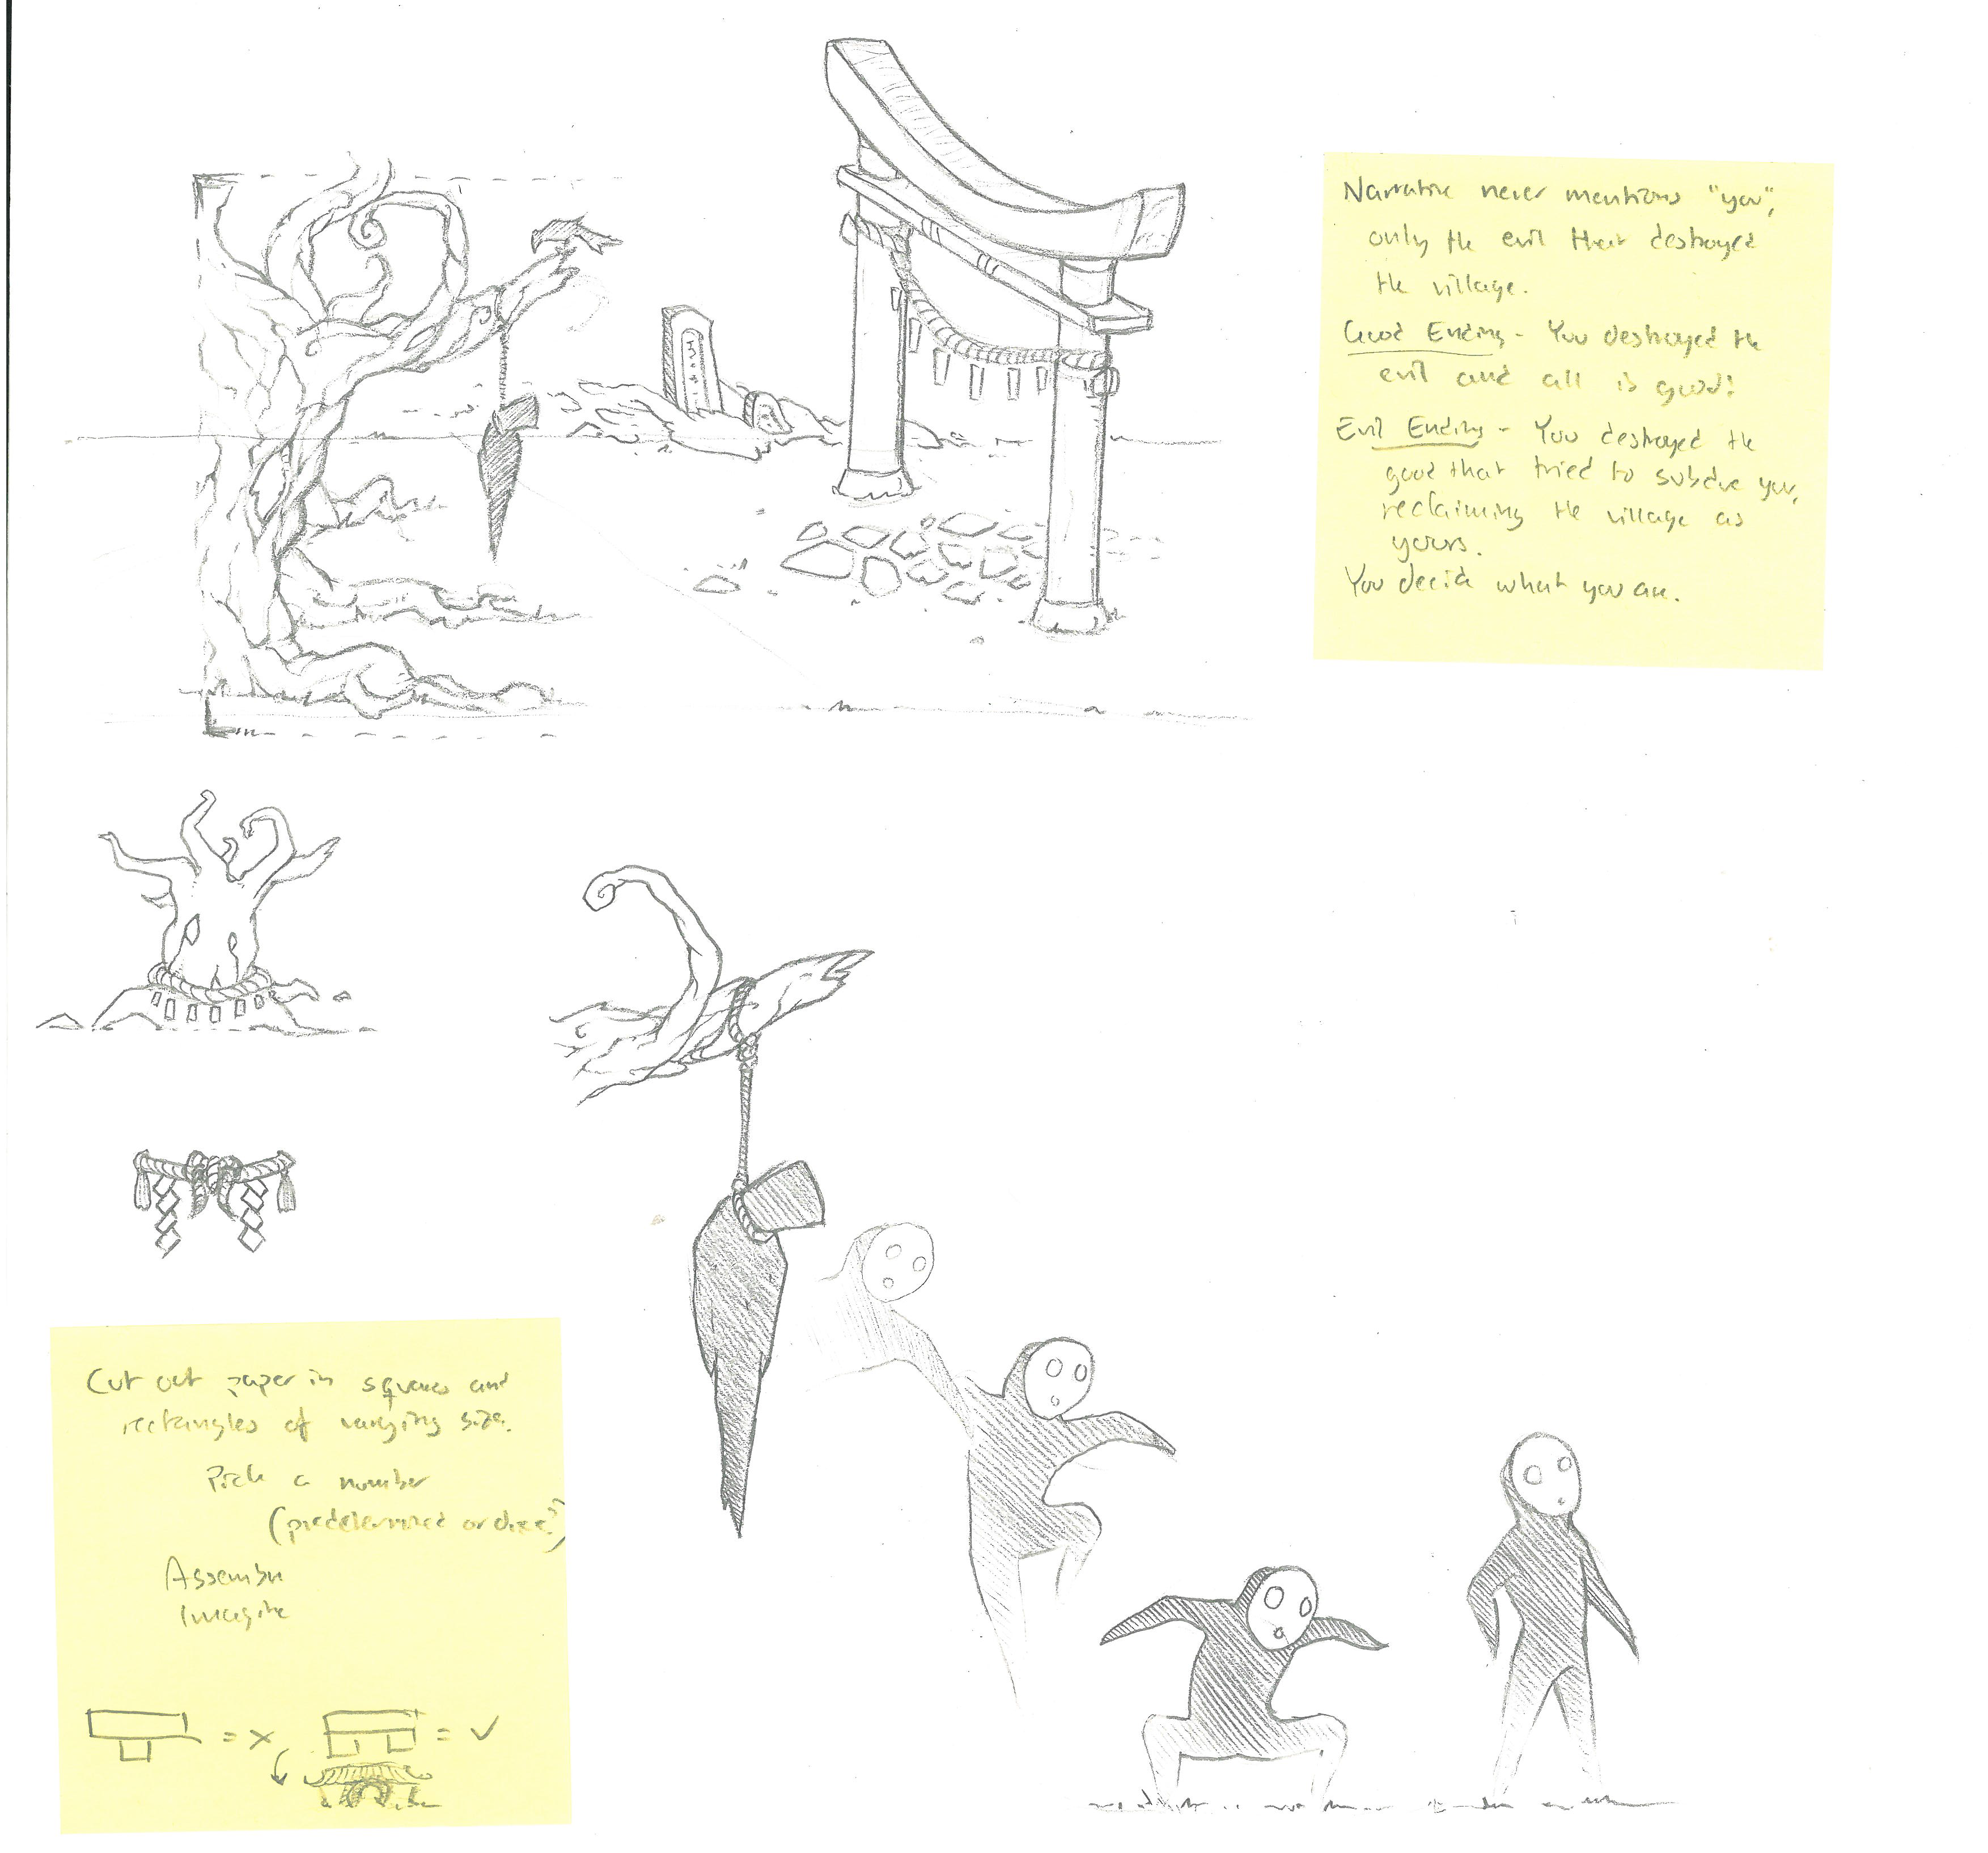 Narrative never mentions "you",
only the evil that destroyed
the village.
Good Ending - You destroyed the
evil and all is good!
Evil Ending - You destroyed the
good that tried to subdue you,
reclaiming the village as
yours.
You decide what you are.
Cut out paper in squares and
rectangles of varying size.
Pick a number
(predetermined or dice?)
Assemble
Imagine
= x
= ✓